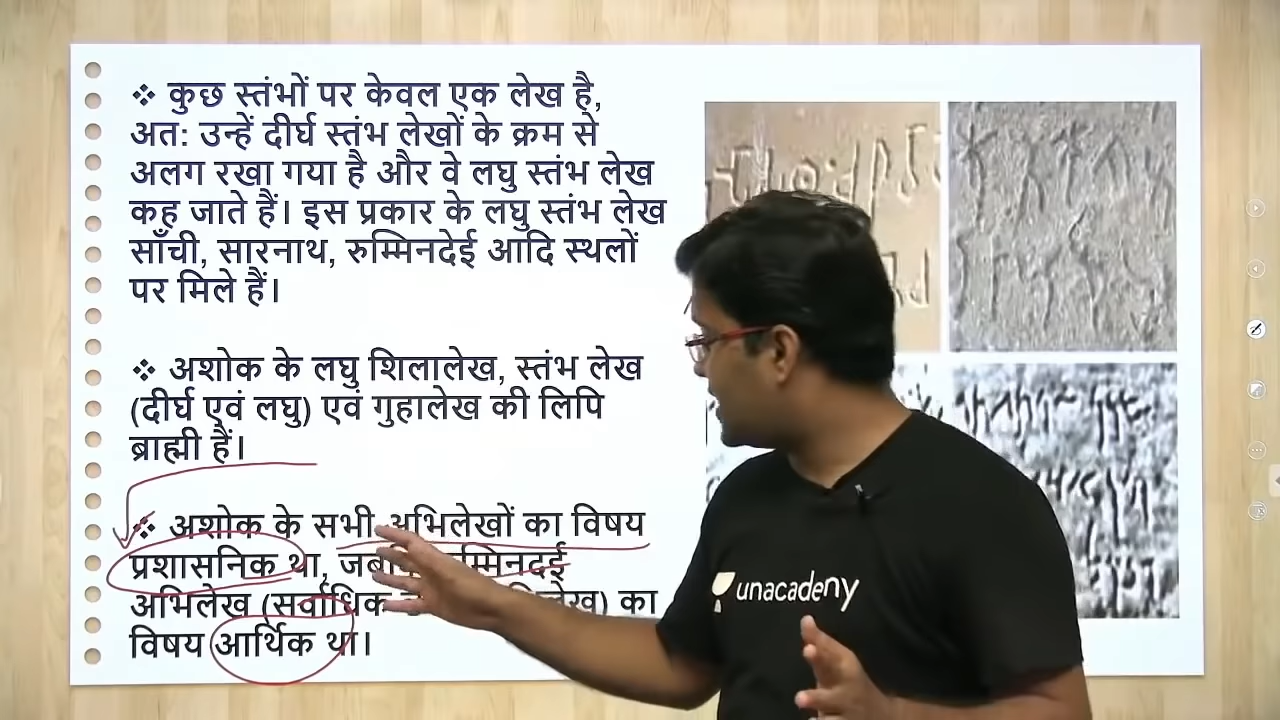 ❖ कुछ स्तंभों पर केवल एक लेख है,
अत: उन्हें दीर्घ स्तंभ लेखों के क्रम से
अलग रखा गया है और वे लघु स्तंभ लेख
कह जाते हैं। इस प्रकार के लघु स्तंभ लेख
साँची, सारनाथ, रुम्मिनदेई आदि स्थलों
पर मिले हैं।
❖ अशोक के लघु शिलालेख, स्तंभ लेख
(दीर्घ एवं लघु) एवं गुहालेख की लिपि
ब्राह्मी हैं।
❖ अशोक के सभी अभिलेखों का विषय
प्रशासनिक था,
अभिलेख (सर्वाधिक का
विषय आर्थिक था।
unacademy